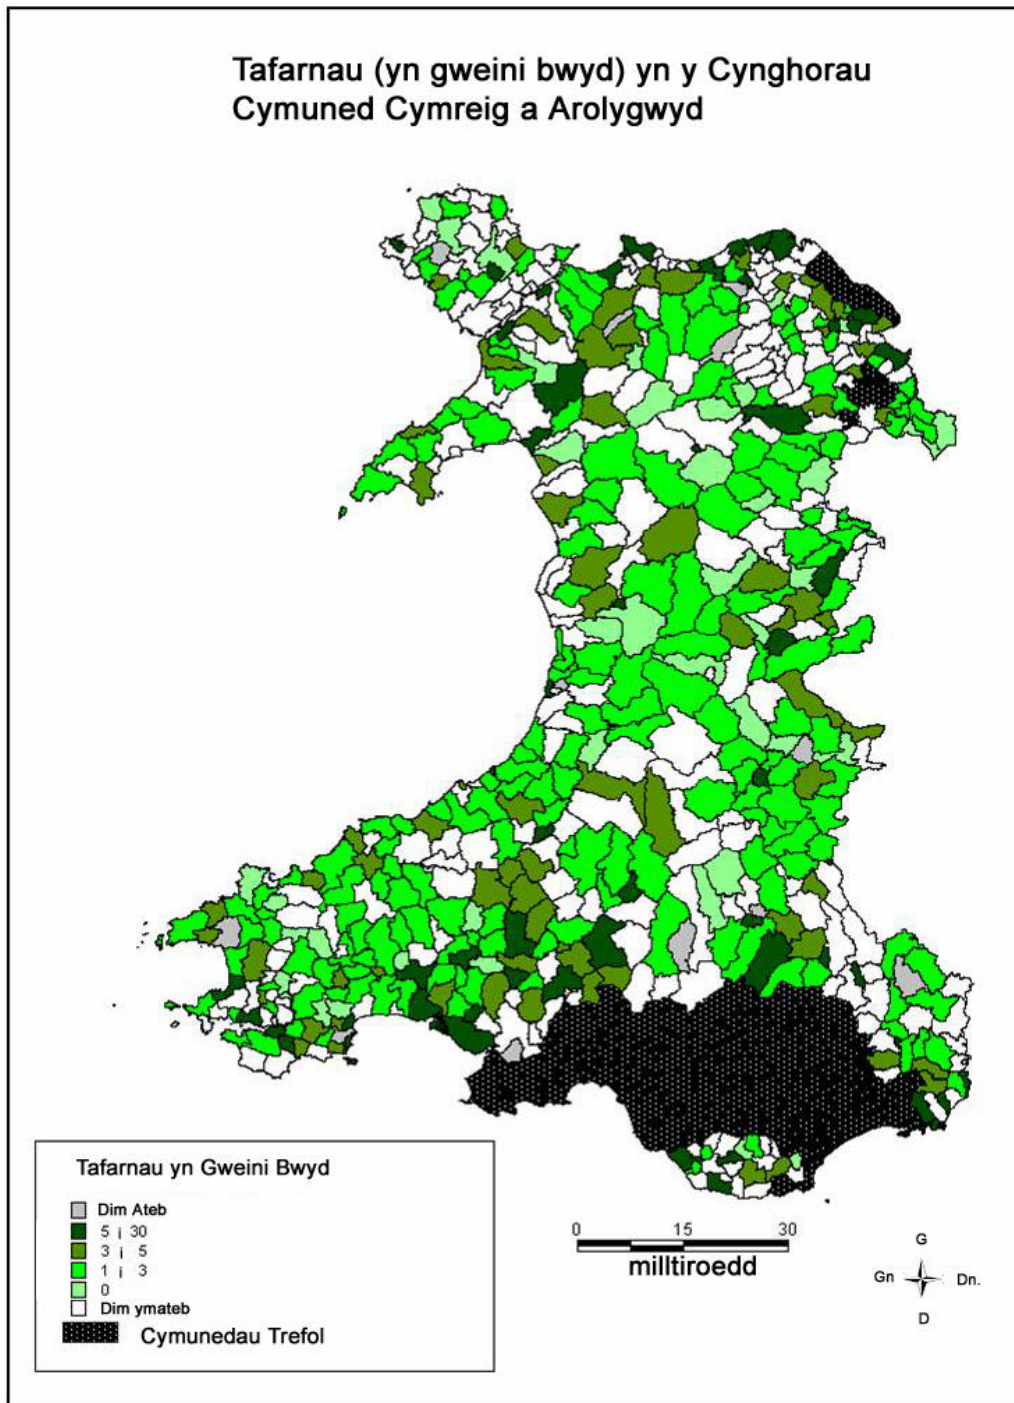 Tafarnau (yn gweini bwyd) yn y Cynghorau
Cymuned Cymreig a Arolygwyd
Tafarnau yn Gweini Bwyd
Dim Ateb
5 i 30
3 i 5
1 i 3
0
Dim ymateb
Cymunedau Trefol
0 15 30
milltiroedd
G
Gn Dn.
D